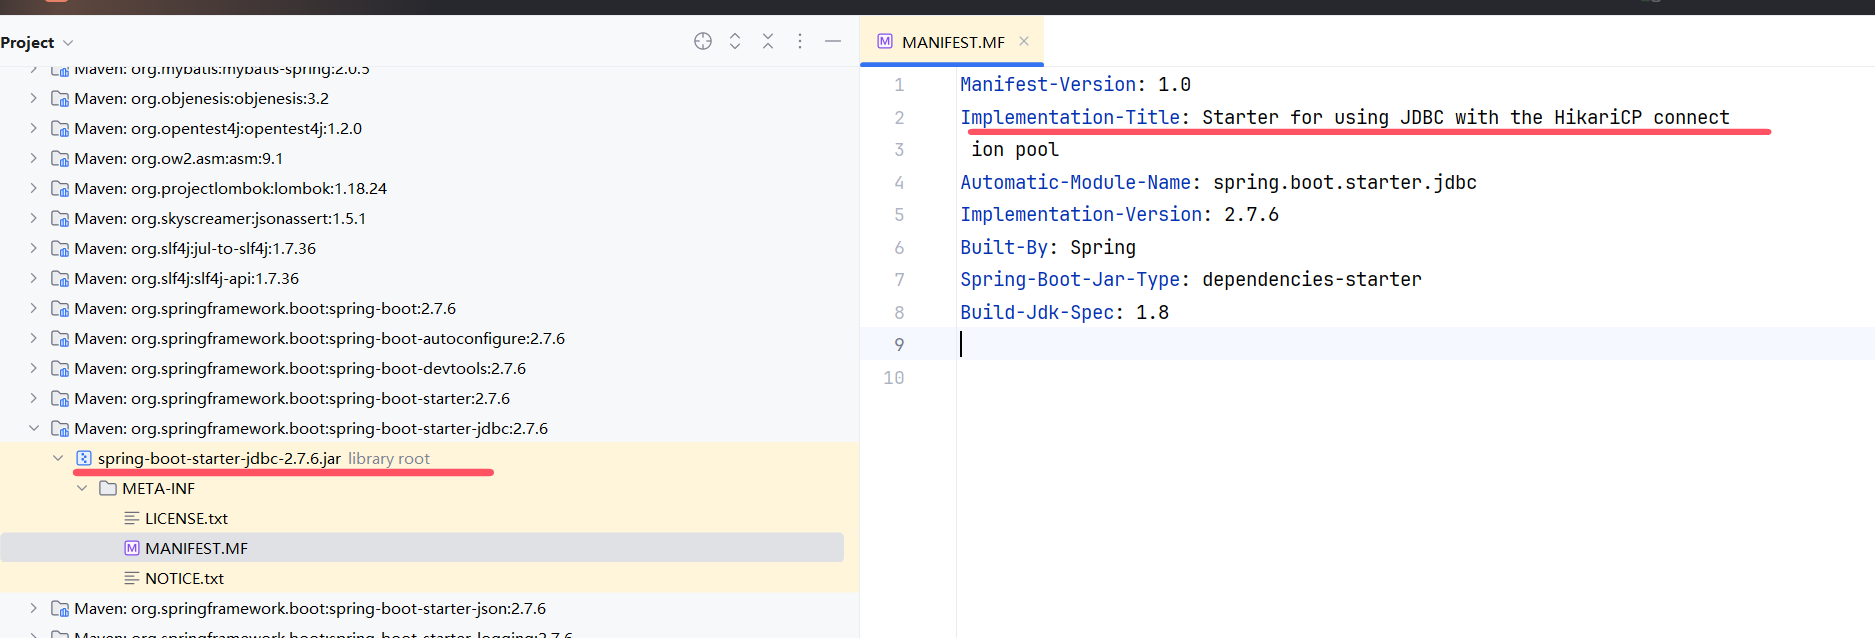 Project
Maven: org.mybatis:mybatis-spring:2.0.5
Maven: org.objenesis:objenesis:3.2
Maven: org.opentest4j:opentest4j:1.2.0
Maven: org.ow2.asm:asm:9.1
Maven: org.projectlombok:lombok:1.18.24
Maven: org.skyscreamer:jsonassert:1.5.1
Maven: org.slf4j:jul-to-slf4j:1.7.36
Maven: org.slf4j:slf4j-api:1.7.36
Maven: org.springframework.boot:spring-boot:2.7.6
Maven: org.springframework.boot:spring-boot-autoconfigure:2.7.6
Maven: org.springframework.boot:spring-boot-devtools:2.7.6
Maven: org.springframework.boot:spring-boot-starter:2.7.6
Maven: org.springframework.boot:spring-boot-starter-jdbc:2.7.6
spring-boot-starter-jdbc-2.7.6.jar library root
META-INF
LICENSE.txt
MANIFEST.MF
NOTICE.txt
Maven: org.springframework.boot:spring-boot-starter-json:2.7.6
Maven: org.springframework.boot:spring-boot-starter-logging:2.7.6
MANIFEST.MF
1 Manifest-Version: 1.0
2 Implementation-Title: Starter for using JDBC with the HikariCP connect
3 ion pool
4 Automatic-Module-Name: spring.boot.starter.jdbc
5 Implementation-Version: 2.7.6
6 Built-By: Spring
7 Spring-Boot-Jar-Type: dependencies-starter
8 Build-Jdk-Spec: 1.8
9
10